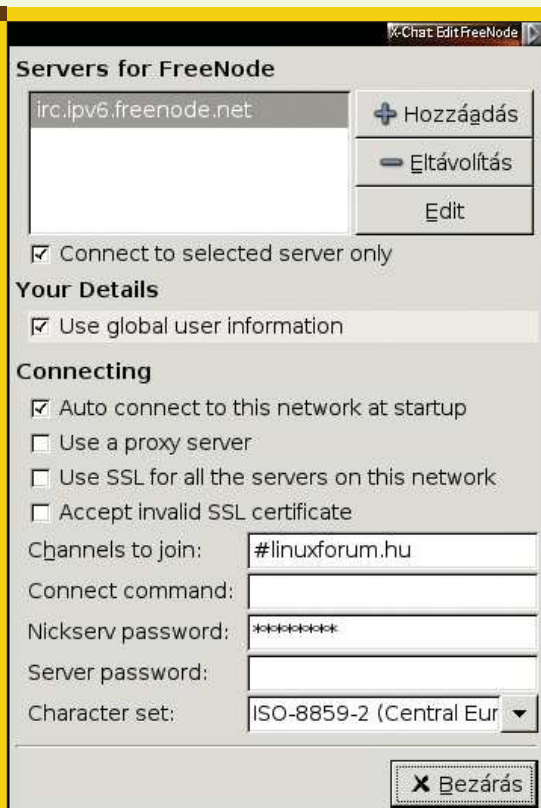 X-Chat EditFreeNode
Servers for FreeNode
irc.ipv6.freenode.net
Hozzáadás
Eltávolítás
Edit
Connect to selected server only
Your Details
Use global user information
Connecting
Auto connect to this network at startup
Use a proxy server
Use SSL for all the servers on this network
Accept invalid SSL certificate
Channels to join: #linuxforum.hu
Connect command:
Nickserv password: ********
Server password:
Character set: ISO-8859-2 (Central Eur
Bezárás